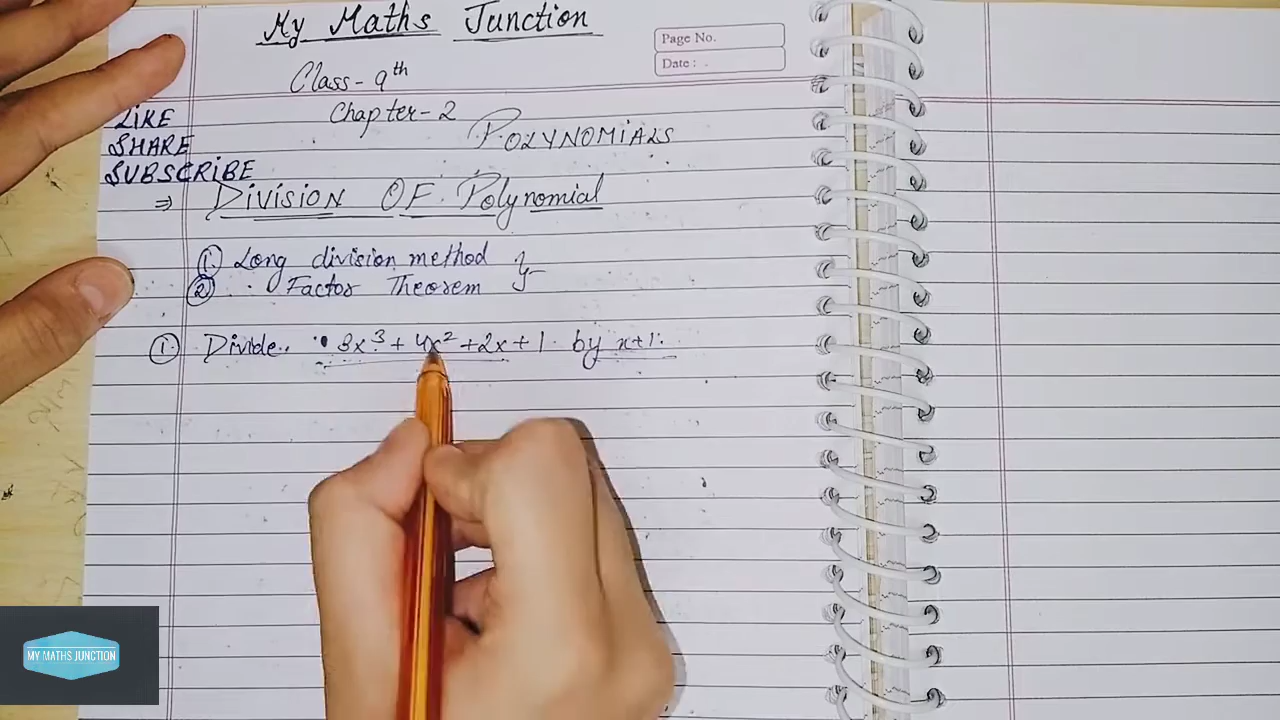 My Maths Junction
Page No.
Date :
Class-9th
Chapter-2
POLYNOMIALS
LIKE
SHARE
SUBSCRIBE
⇒ DIVISION OF Polynomial
① Long division method
② Factor Theorem
① Divide 3x³ + 4x² + 2x + 1 by x+1.
MY MATHS JUNCTION